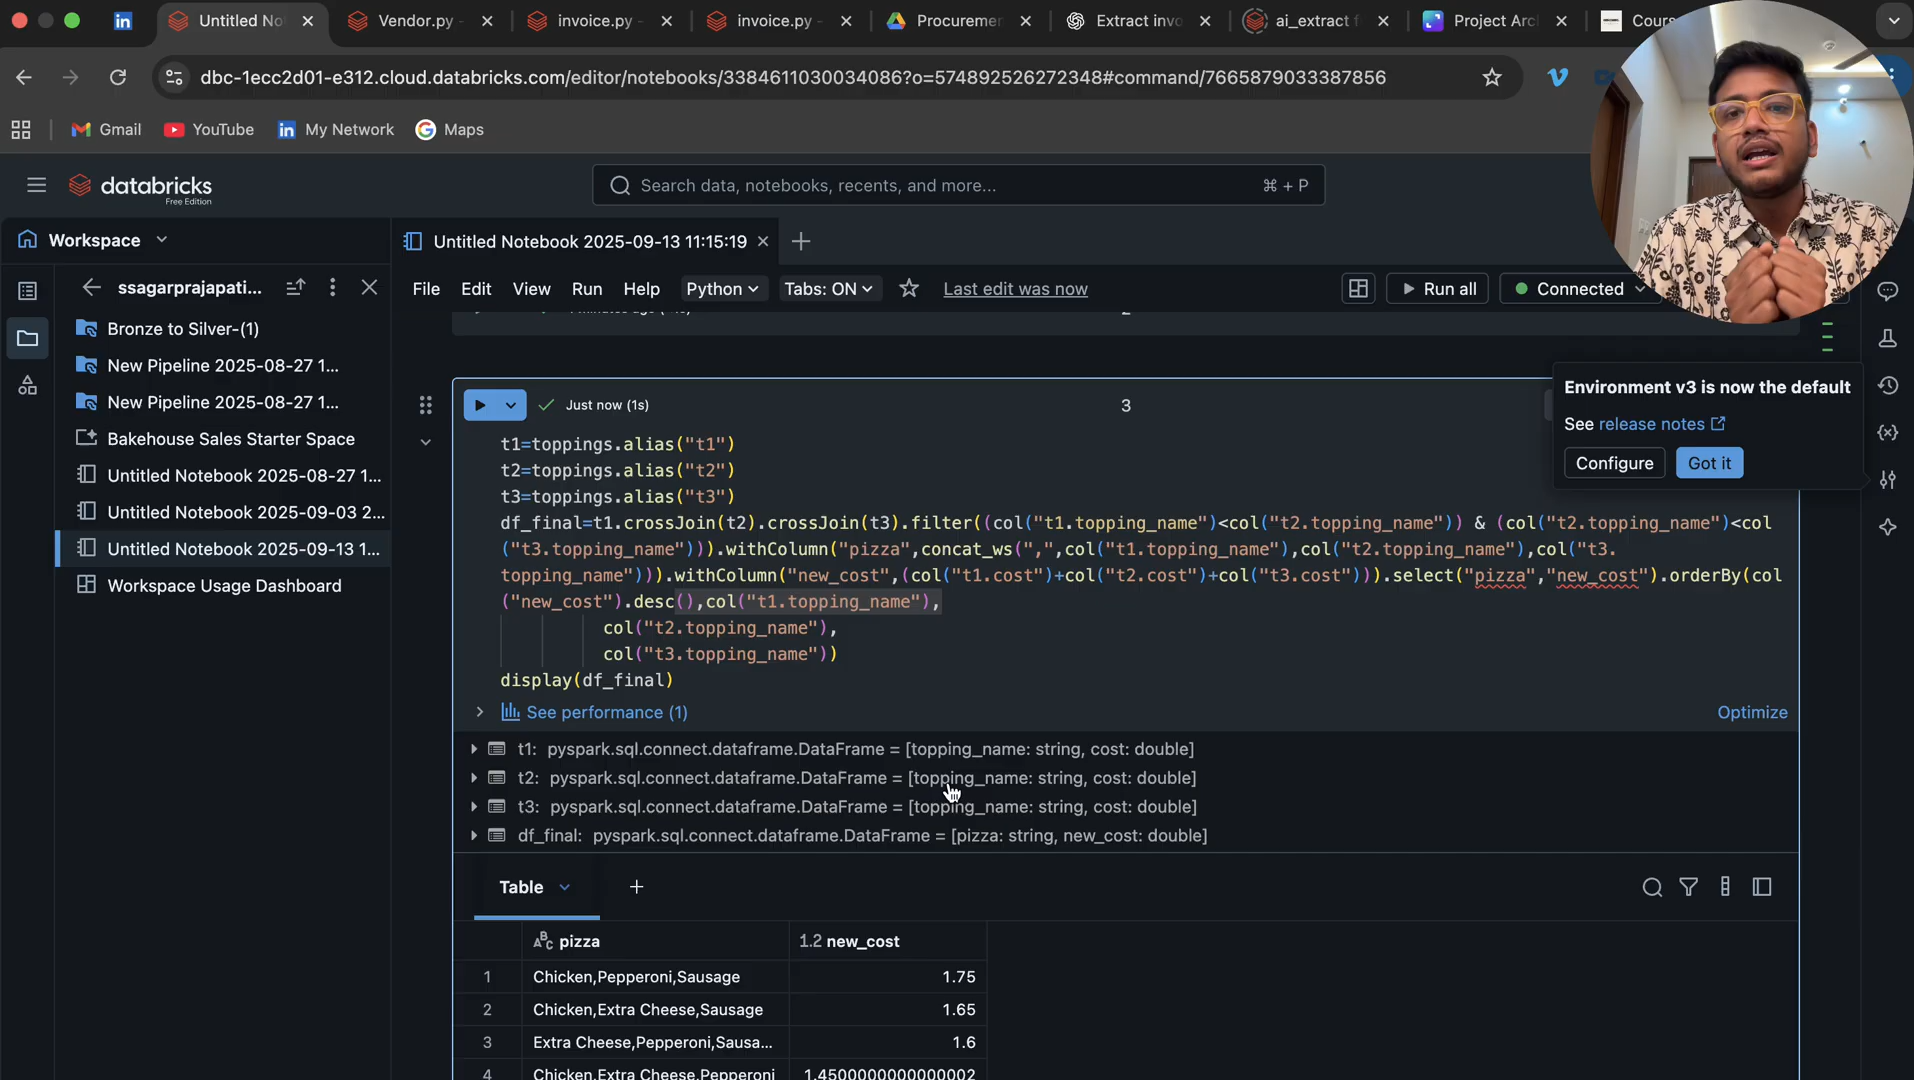 Untitled No
Vendor.py -
invoice.py -
invoice.py -
Procuremen
Extract invo
ai_extract f
Project Arc
Cours
dbc-1ecc2d01-e312.cloud.databricks.com/editor/notebooks/3384611030034086?o=574892526272348#command/7665879033387856
Gmail
YouTube
My Network
Maps
databricks
Free Edition
Search data, notebooks, recents, and more...
⌘ + P
Workspace
Untitled Notebook 2025-09-13 11:15:19
ssagarprajapati...
File Edit View Run Help Python Tabs: ON Last edit was now
Run all
Connected
Bronze to Silver-(1)
New Pipeline 2025-08-27 1...
New Pipeline 2025-08-27 1...
Bakehouse Sales Starter Space
Untitled Notebook 2025-08-27 1...
Untitled Notebook 2025-09-03 2...
Untitled Notebook 2025-09-13 1...
Workspace Usage Dashboard
2
Environment v3 is now the default
See release notes
Configure
Got it
Just now (1s)
3
t1=toppings.alias("t1")
t2=toppings.alias("t2")
t3=toppings.alias("t3")
df_final=t1.crossJoin(t2).crossJoin(t3).filter((col("t1.topping_name")<col("t2.topping_name")) & (col("t2.topping_name")<col
("t3.topping_name"))).withColumn("pizza",concat_ws(",",col("t1.topping_name"),col("t2.topping_name"),col("t3.
topping_name"))).withColumn("new_cost",(col("t1.cost")+col("t2.cost")+col("t3.cost"))).select("pizza","new_cost").orderBy(col
("new_cost").desc(),col("t1.topping_name"),
col("t2.topping_name"),
col("t3.topping_name"))
display(df_final)
See performance (1)
Optimize
t1: pyspark.sql.connect.dataframe.DataFrame = [topping_name: string, cost: double]
t2: pyspark.sql.connect.dataframe.DataFrame = [topping_name: string, cost: double]
t3: pyspark.sql.connect.dataframe.DataFrame = [topping_name: string, cost: double]
df_final: pyspark.sql.connect.dataframe.DataFrame = [pizza: string, new_cost: double]
Table
pizza
1.2 new_cost
1 Chicken,Pepperoni,Sausage 1.75
2 Chicken,Extra Cheese,Sausage 1.65
3 Extra Cheese,Pepperoni,Sausa... 1.6
4 Chicken,Extra Cheese,Pepperoni 1.4500000000000002